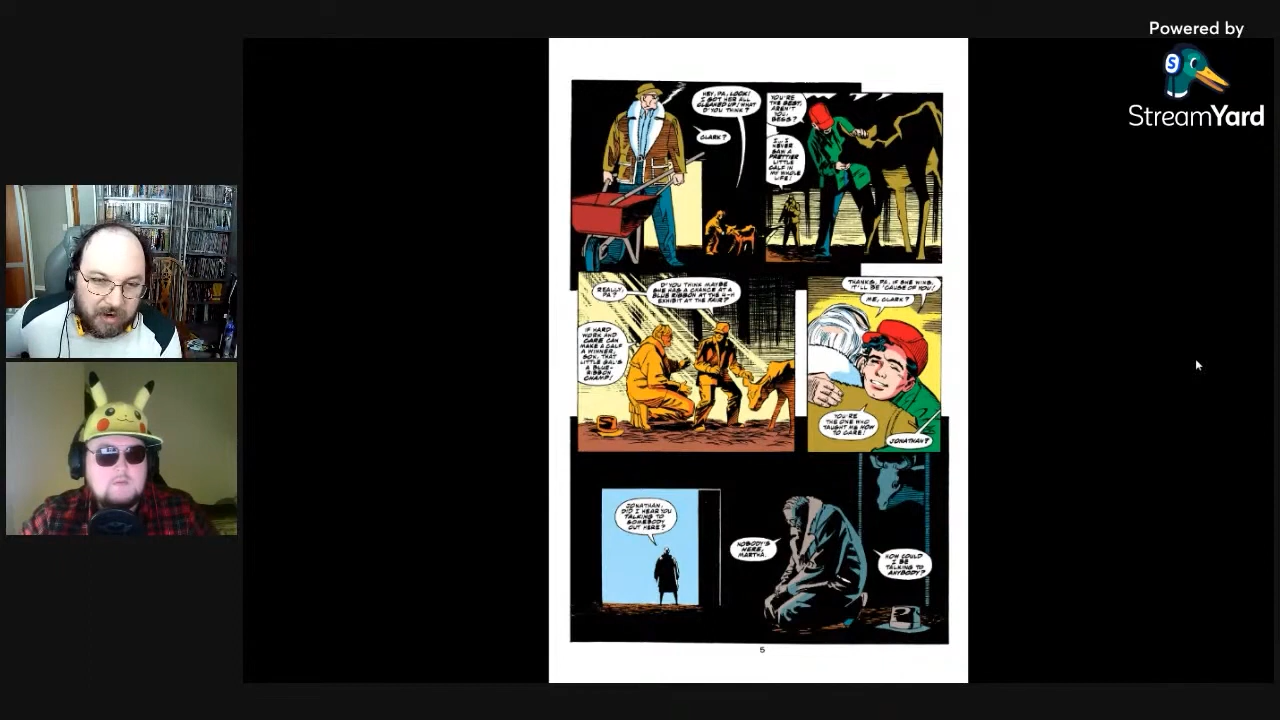 Powered by
S
StreamYard
HEY, PA, LOOK!
I GOT HER ALL
CLEANED UP! WHAT
D'YOU THINK?
CLARK?
YOU'RE
THE BEST,
AREN'T
YOU,
BESS?
I...I
NEVER
SAW A
PRETTIER
LITTLE
CALF IN
MY WHOLE
LIFE!
REALLY,
PA?
D'YOU THINK MAYBE
SHE HAS A CHANCE AT A
BLUE RIBBON AT THE 4-H
EXHIBIT AT THE FAIR?
IF HARD
WORK AND
CARE CAN
MAKE A CALF
A WINNER,
SON, THAT
LITTLE GAL'S
A BLUE-
RIBBON
CHAMP!
THANKS, PA. IF SHE WINS,
IT'LL BE 'CAUSE OF YOU!
ME, CLARK?
YOU'RE
THE ONE WHO
TAUGHT ME HOW
TO CARE!
JONATHAN?
JONATHAN,
DID I HEAR YOU
TALKING TO
SOMEBODY
OUT HERE?
NOBODY'S
HERE,
MARTHA.
HOW COULD
I BE
TALKING TO
ANYBODY?
5